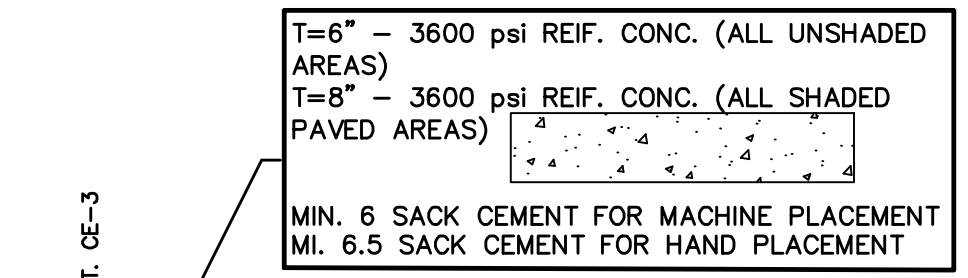 T=6" – 3600 psi REIF. CONC. (ALL UNSHADED
AREAS)
T=8" – 3600 psi REIF. CONC. (ALL SHADED
PAVED AREAS)
MIN. 6 SACK CEMENT FOR MACHINE PLACEMENT
MI. 6.5 SACK CEMENT FOR HAND PLACEMENT
T. CE–3